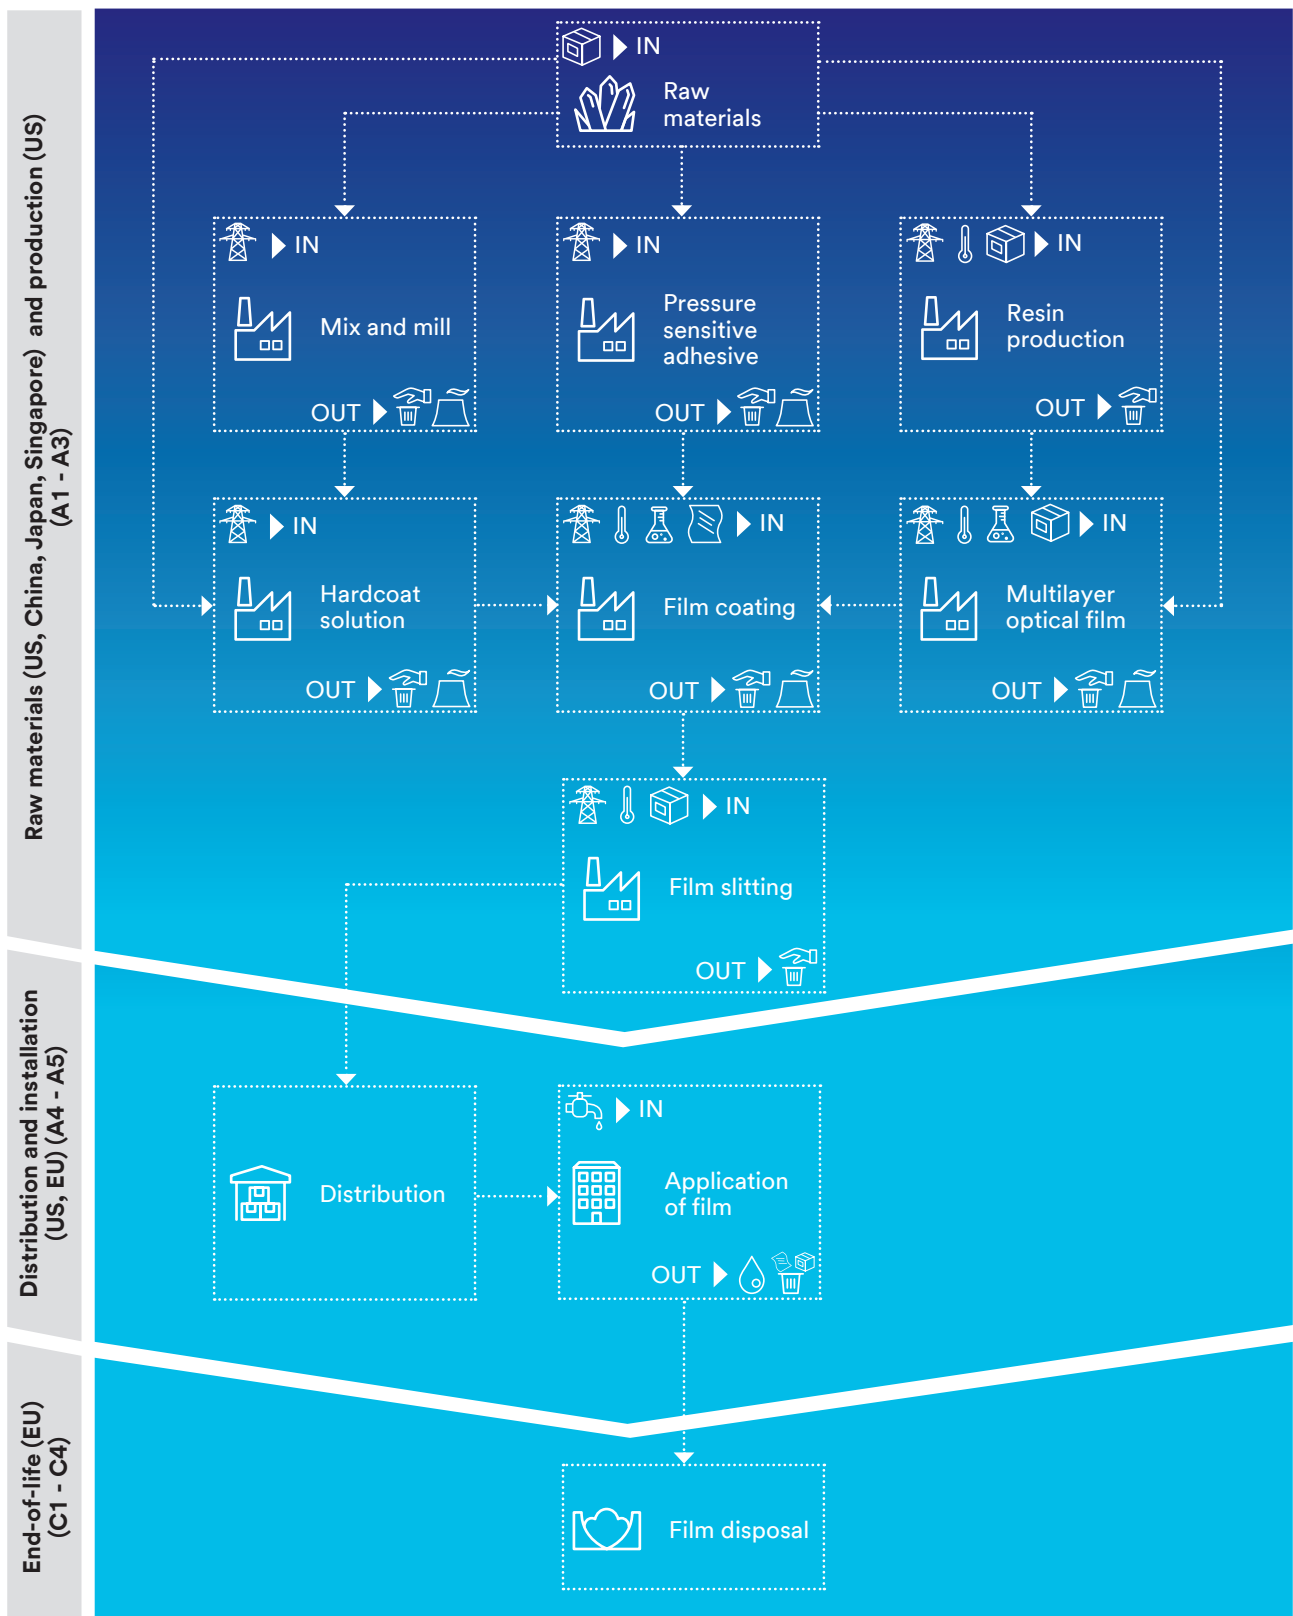 Raw materials (US, China, Japan, Singapore) and production (US)
(A1 - A3)
IN
Raw
materials
IN
Mix and mill
OUT
IN
Pressure
sensitive
adhesive
OUT
IN
Resin
production
OUT
IN
Hardcoat
solution
OUT
IN
Film coating
OUT
IN
Multilayer
optical film
OUT
IN
Film slitting
OUT
Distribution and installation
(US, EU) (A4 - A5)
Distribution
IN
Application
of film
OUT
End-of-life (EU)
(C1 - C4)
Film disposal